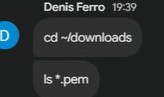 Denis Ferro 19:39
D
cd ~/downloads
ls *.pem